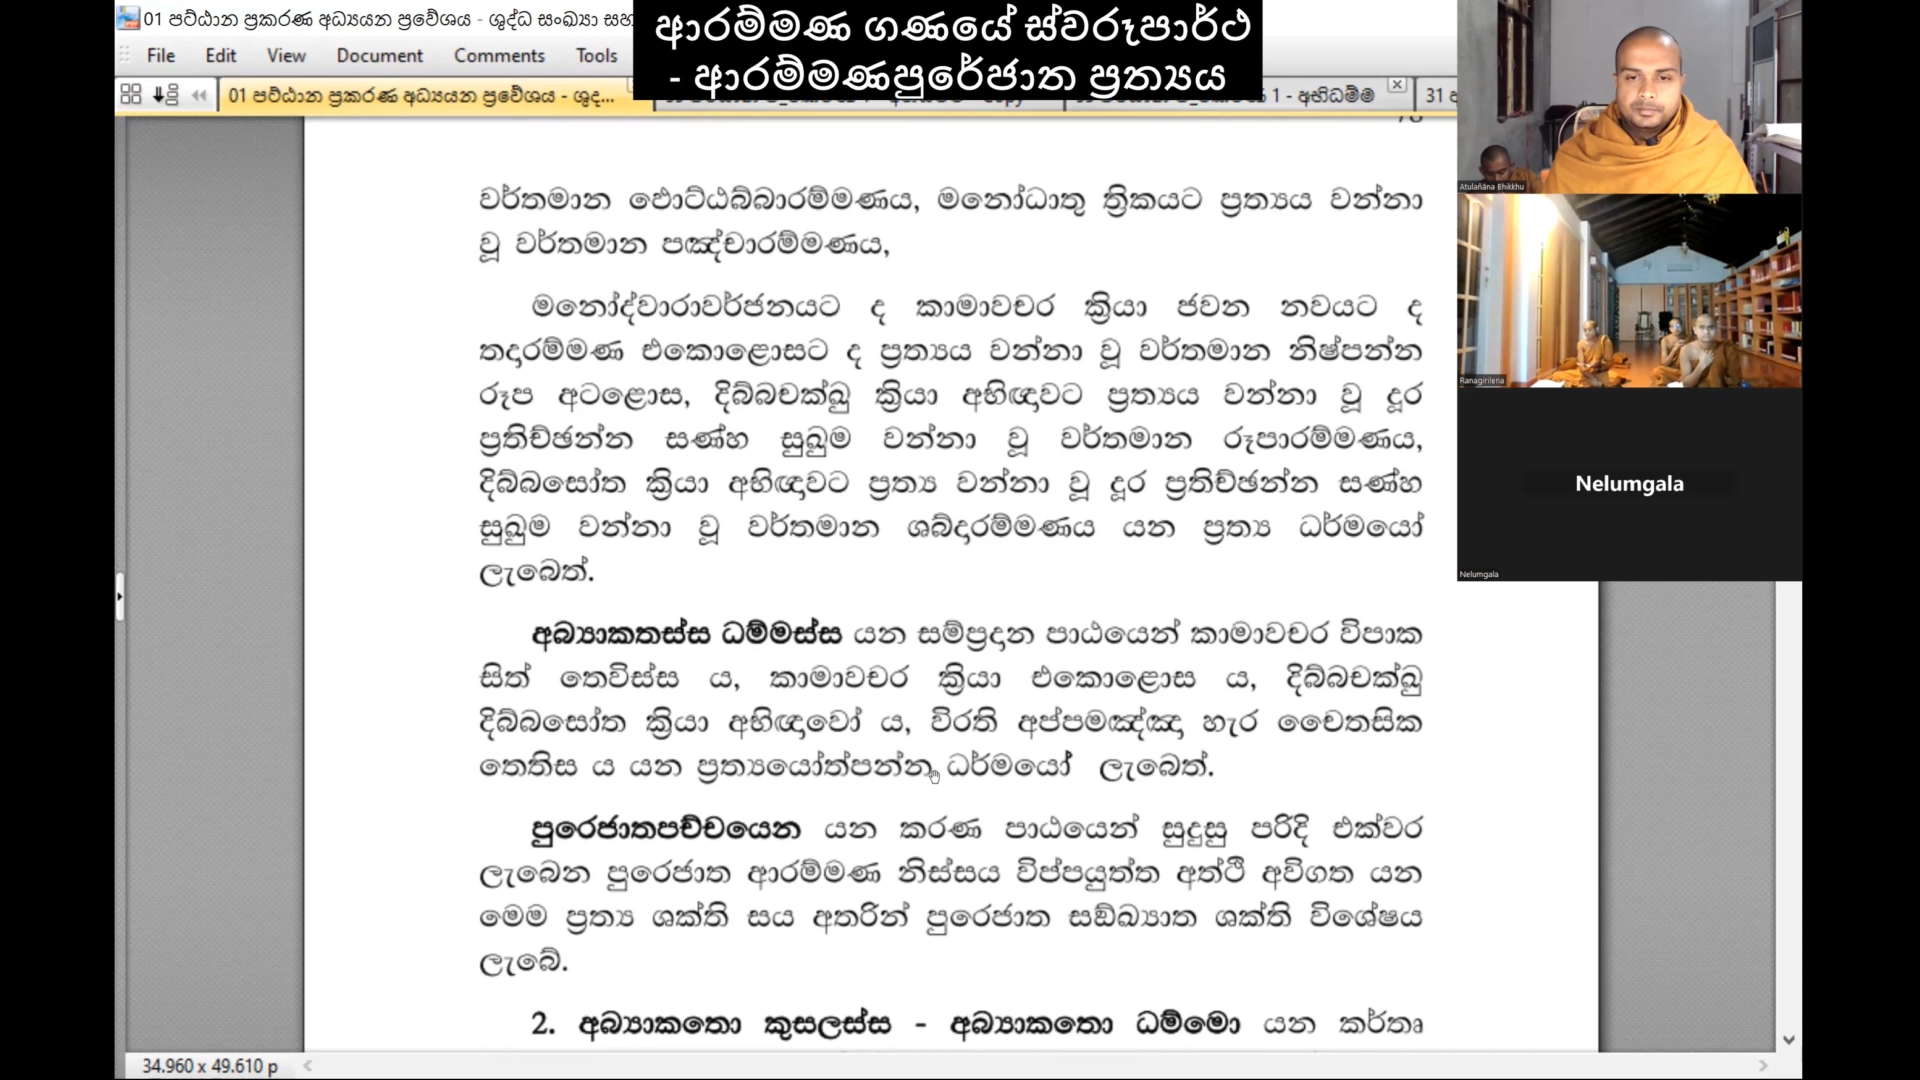 01 පට්ඨාන ප්‍රකරණ අධ්‍යයන ප්‍රවේශය - ශුද්ධ සංඛ්‍යා සහ
ආරම්මණ ගණයේ ස්වරූපාර්ථ
- ආරම්මණපුරේජාත ප්‍රත්‍යය
File Edit View Document Comments Tools
01 පට්ඨාන ප්‍රකරණ අධ්‍යයන ප්‍රවේශය - ශුද...
1 - අභිධම්ම
31
වර්තමාන ඵොට්ඨබ්බාරම්මණය, මනෝධාතු ත්‍රිකයට ප්‍රත්‍යය වන්නා
වූ වර්තමාන පඤ්චාරම්මණය,
මනෝද්වාරාවර්ජනයට ද කාමාවචර ක්‍රියා ජවන නවයට ද
තදාරම්මණ එකොළොසට ද ප්‍රත්‍යය වන්නා වූ වර්තමාන නිෂ්පන්න
රූප අටළොස, දිබ්බචක්ඛු ක්‍රියා අභිඥාවට ප්‍රත්‍යය වන්නා වූ දූර
ප්‍රතිච්ඡන්න සණ්හ සුඛුම වන්නා වූ වර්තමාන රූපාරම්මණය,
දිබ්බසෝත ක්‍රියා අභිඥාවට ප්‍රත්‍ය වන්නා වූ දූර ප්‍රතිච්ඡන්න සණ්හ
සුඛුම වන්නා වූ වර්තමාන ශබ්දාරම්මණය යන ප්‍රත්‍ය ධර්මයෝ
ලැබෙත්.
අබ්‍යාකතස්ස ධම්මස්ස යන සම්ප්‍රදාන පාඨයෙන් කාමාවචර විපාක
සිත් තෙවිස්ස ය, කාමාවචර ක්‍රියා එකොළොස ය, දිබ්බචක්ඛු
දිබ්බසෝත ක්‍රියා අභිඥාවෝ ය, විරති අප්පමඤ්ඤා හැර චෛතසික
තෙතිස ය යන ප්‍රත්‍යයෝත්පන්න ධර්මයෝ ලැබෙත්.
පුරෙජාතපච්චයෙන යන කරණ පාඨයෙන් සුදුසු පරිදි එක්වර
ලැබෙන පුරෙජාත ආරම්මණ නිස්සය විප්පයුත්ත අත්ථි අවිගත යන
මෙම ප්‍රත්‍ය ශක්ති සය අතරින් පුරෙජාත සඞ්ඛ්‍යාත ශක්ති විශේෂය
ලැබේ.
2. අබ්‍යාකතො කුසලස්ස - අබ්‍යාකතො ධම්මො යන කර්තෘ
34.960 x 49.610 p
Atulañāna Bhikkhu
Ranagirilena
Nelumgala
Nelumgala